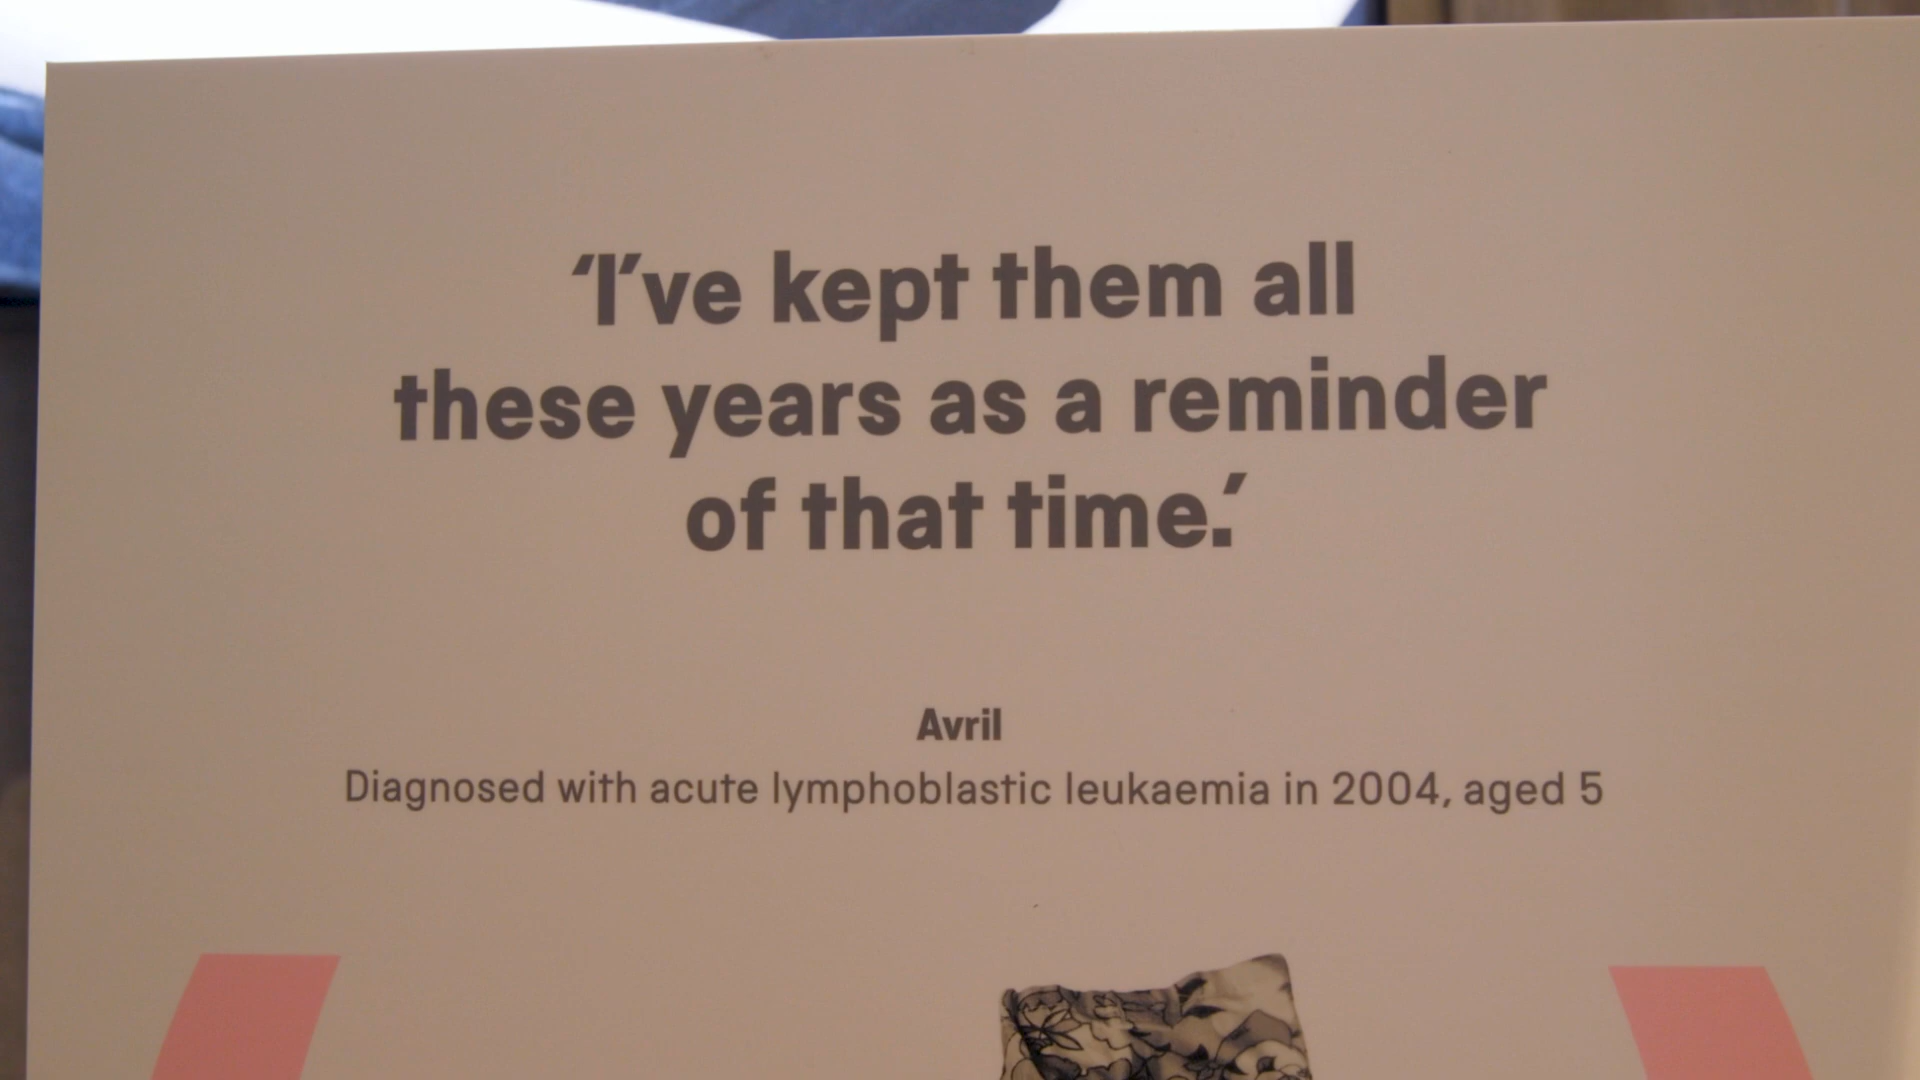 ‘I’ve kept them all
these years as a reminder
of that time.’
Avril
Diagnosed with acute lymphoblastic leukaemia in 2004, aged 5